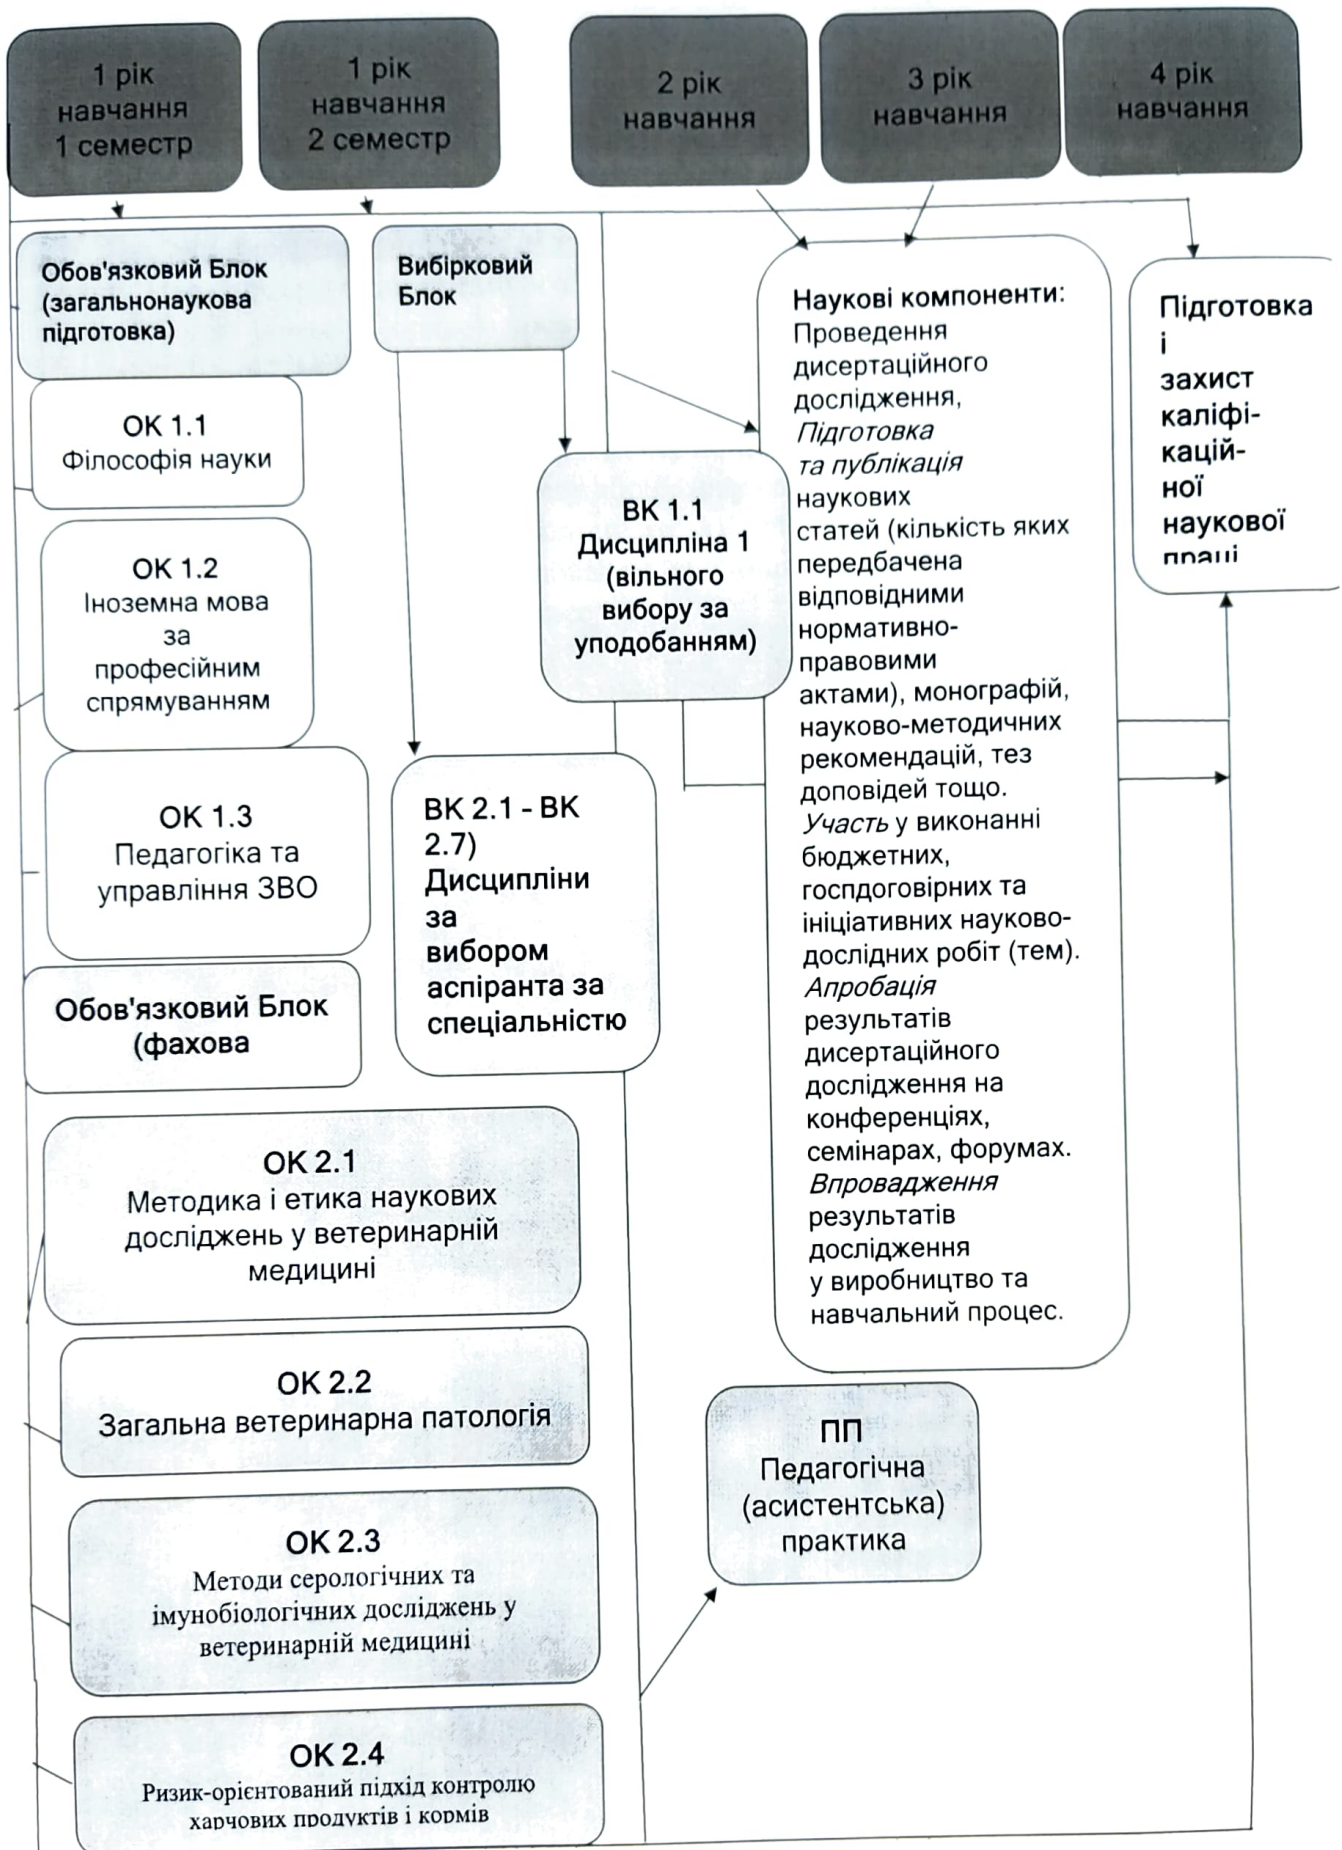 1 рік
навчання
1 семестр
1 рік
навчання
2 семестр
2 рік
навчання
3 рік
навчання
4 рік
навчання
Обов'язковий Блок
(загальнонаукова
підготовка)
ОК 1.1
Філософія науки
ОК 1.2
Іноземна мова
за
професійним
спрямуванням
ОК 1.3
Педагогіка та
управління ЗВО
Обов'язковий Блок
(фахова
ОК 2.1
Методика і етика наукових
досліджень у ветеринарній
медицині
ОК 2.2
Загальна ветеринарна патологія
ОК 2.3
Методи серологічних та
імунобіологічних досліджень у
ветеринарній медицині
ОК 2.4
Ризик-орієнтований підхід контролю
харчових продуктів і кормів
Вибірковий
Блок
ВК 1.1
Дисципліна 1
(вільного
вибору за
уподобанням)
ВК 2.1 - ВК
2.7)
Дисципліни
за
вибором
аспіранта за
спеціальністю
Наукові компоненти:
Проведення
дисертаційного
дослідження,
Підготовка
та публікація
наукових
статей (кількість яких
передбачена
відповідними
нормативно-
правовими
актами), монографій,
науково-методичних
рекомендацій, тез
доповідей тощо.
Участь у виконанні
бюджетних,
госпдоговірних та
ініціативних науково-
дослідних робіт (тем).
Апробація
результатів
дисертаційного
дослідження на
конференціях,
семінарах, форумах.
Впровадження
результатів
дослідження
у виробництво та
навчальний процес.
ПП
Педагогічна
(асистентська)
практика
Підготовка
і
захист
каліфі-
кацій-
ної
наукової
праці